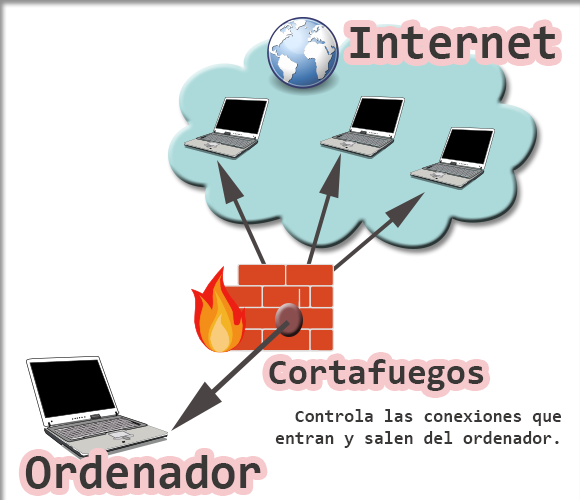 Internet
Cortafuegos
Controla las conexiones que
entran y salen del ordenador.
Ordenador